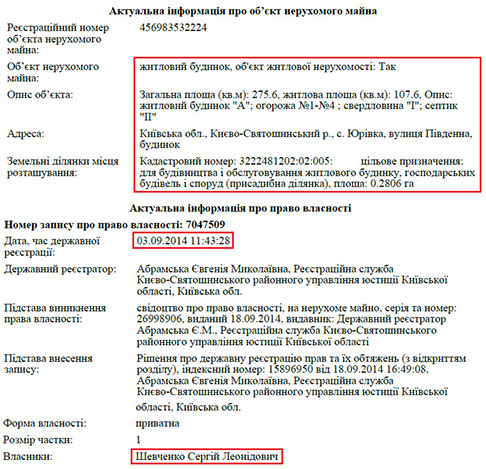 Актуальна інформація про об’єкт нерухомого майна
Реєстраційний номер 456983532224
об’єкта нерухомого
майна:
Об’єкт нерухомого житловий будинок, об'єкт житлової нерухомості: Так
майна:
Опис об’єкта: Загальна площа (кв.м): 275.6, житлова площа (кв.м): 107.6, Опис:
житловий будинок "А"; огорожа №1-№4 ; свердловина "I"; септик
"II"
Адреса: Київська обл., Києво-Святошинський р., с. Юрівка, вулиця Південна,
будинок
Земельні ділянки місця Кадастровий номер: 3222481202:02:005: цільове призначення:
розташування: для будівництва і обслуговування житлового будинку, господарських
будівель і споруд (присадибна ділянка), площа: 0.2806 га
Актуальна інформація про право власності
Номер запису про право власності: 7047509
Дата, час державної 03.09.2014 11:43:28
реєстрації:
Державний реєстратор: Абрамська Євгенія Миколаївна, Реєстраційна служба
Києво-Святошинського районного управління юстиції Київської
області, Київська обл.
Підстава виникнення свідоцтво про право власності, на нерухоме майно, серія та номер:
права власності: 26998906, виданий 18.09.2014, видавник: Державний реєстратор
Абрамська Є.М., Реєстраційна служба Києво-Святошинського
районного управління юстиції Київської області
Підстава внесення Рішення про державну реєстрацію прав та їх обтяжень (з відкриттям
запису: розділу), індексний номер: 15896950 від 18.09.2014 16:49:08,
Абрамська Євгенія Миколаївна, Реєстраційна служба
Києво-Святошинського районного управління юстиції Київської
області, Київська обл.
Форма власності: приватна
Розмір частки: 1
Власники: Шевченко Сергій Леонідович